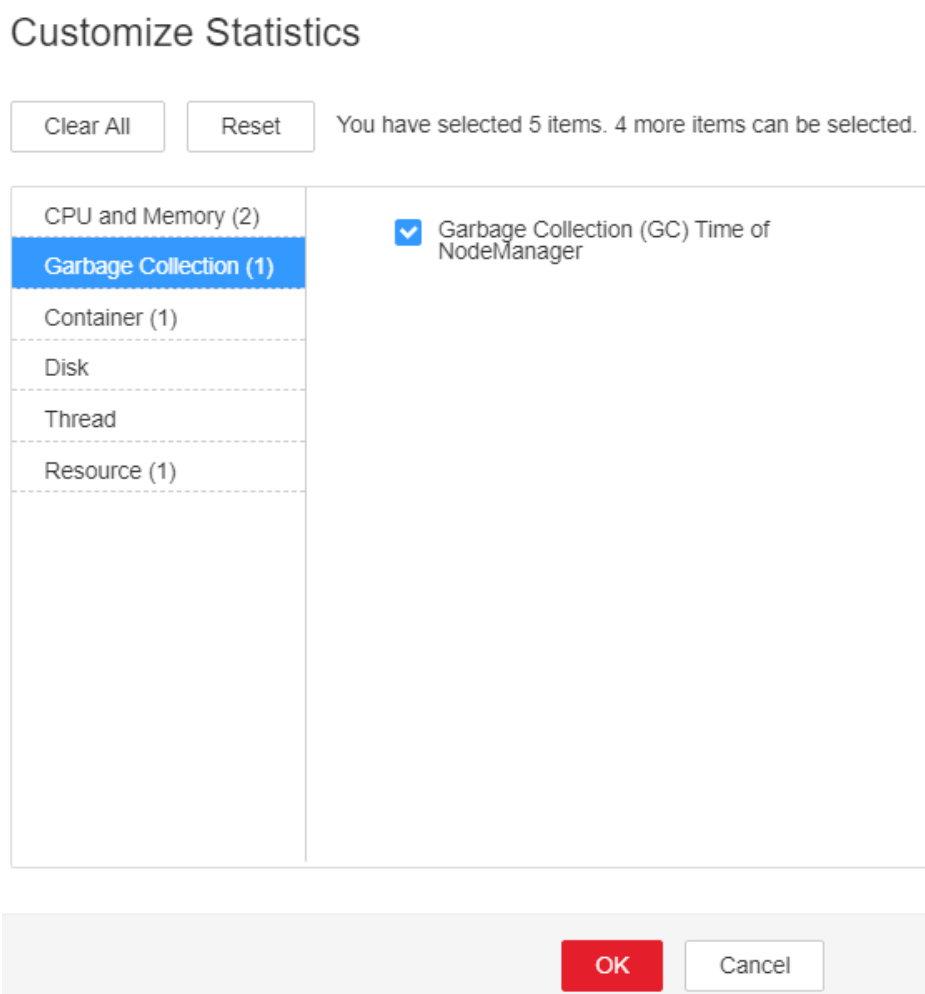 Customize Statistics
Clear All
Reset
You have selected 5 items. 4 more items can be selected.
CPU and Memory (2)
Garbage Collection (1)
Container (1)
Disk
Thread
Resource (1)
Garbage Collection (GC) Time of
NodeManager
OK
Cancel